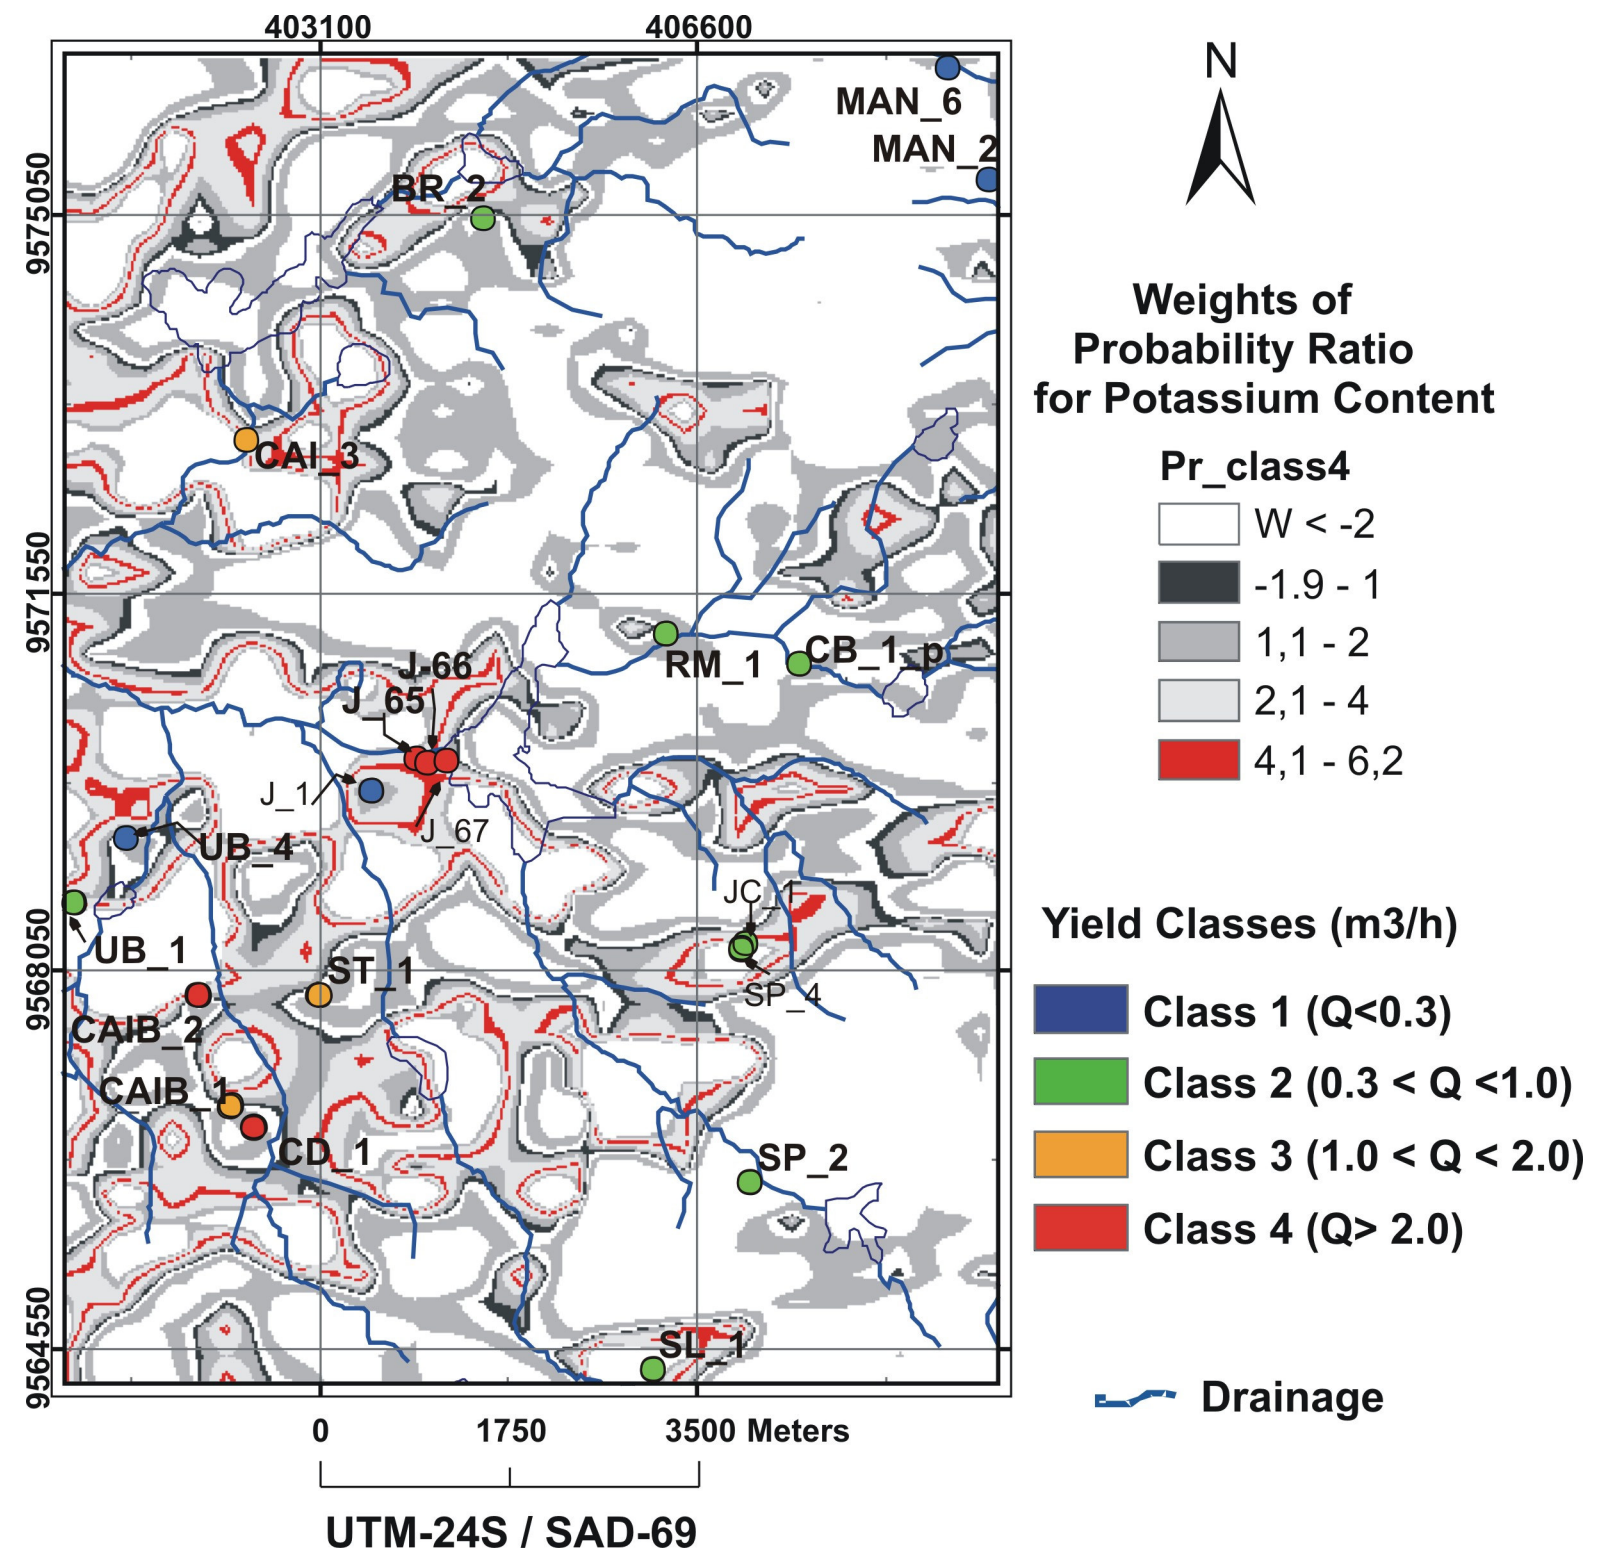 403100
406600
MAN_6
N
MAN_2
9575050
BR_2
Weights of
Probability Ratio
for Potassium Content
CAI_3
Pr_class4
W < -2
-1.9 - 1
1,1 - 2
2,1 - 4
4,1 - 6,2
9571550
RM_1
CB_1_p
J-66
J_65
J_1
J_67
UB_4
JC_1
UB_1
9568050
ST_1
SP_4
CAIB_2
CAIB_1
CD_1
SP_2
Yield Classes (m3/h)
Class 1 (Q<0.3)
Class 2 (0.3 < Q <1.0)
Class 3 (1.0 < Q < 2.0)
Class 4 (Q> 2.0)
9564550
SL_1
Drainage
0
1750
3500 Meters
UTM-24S / SAD-69